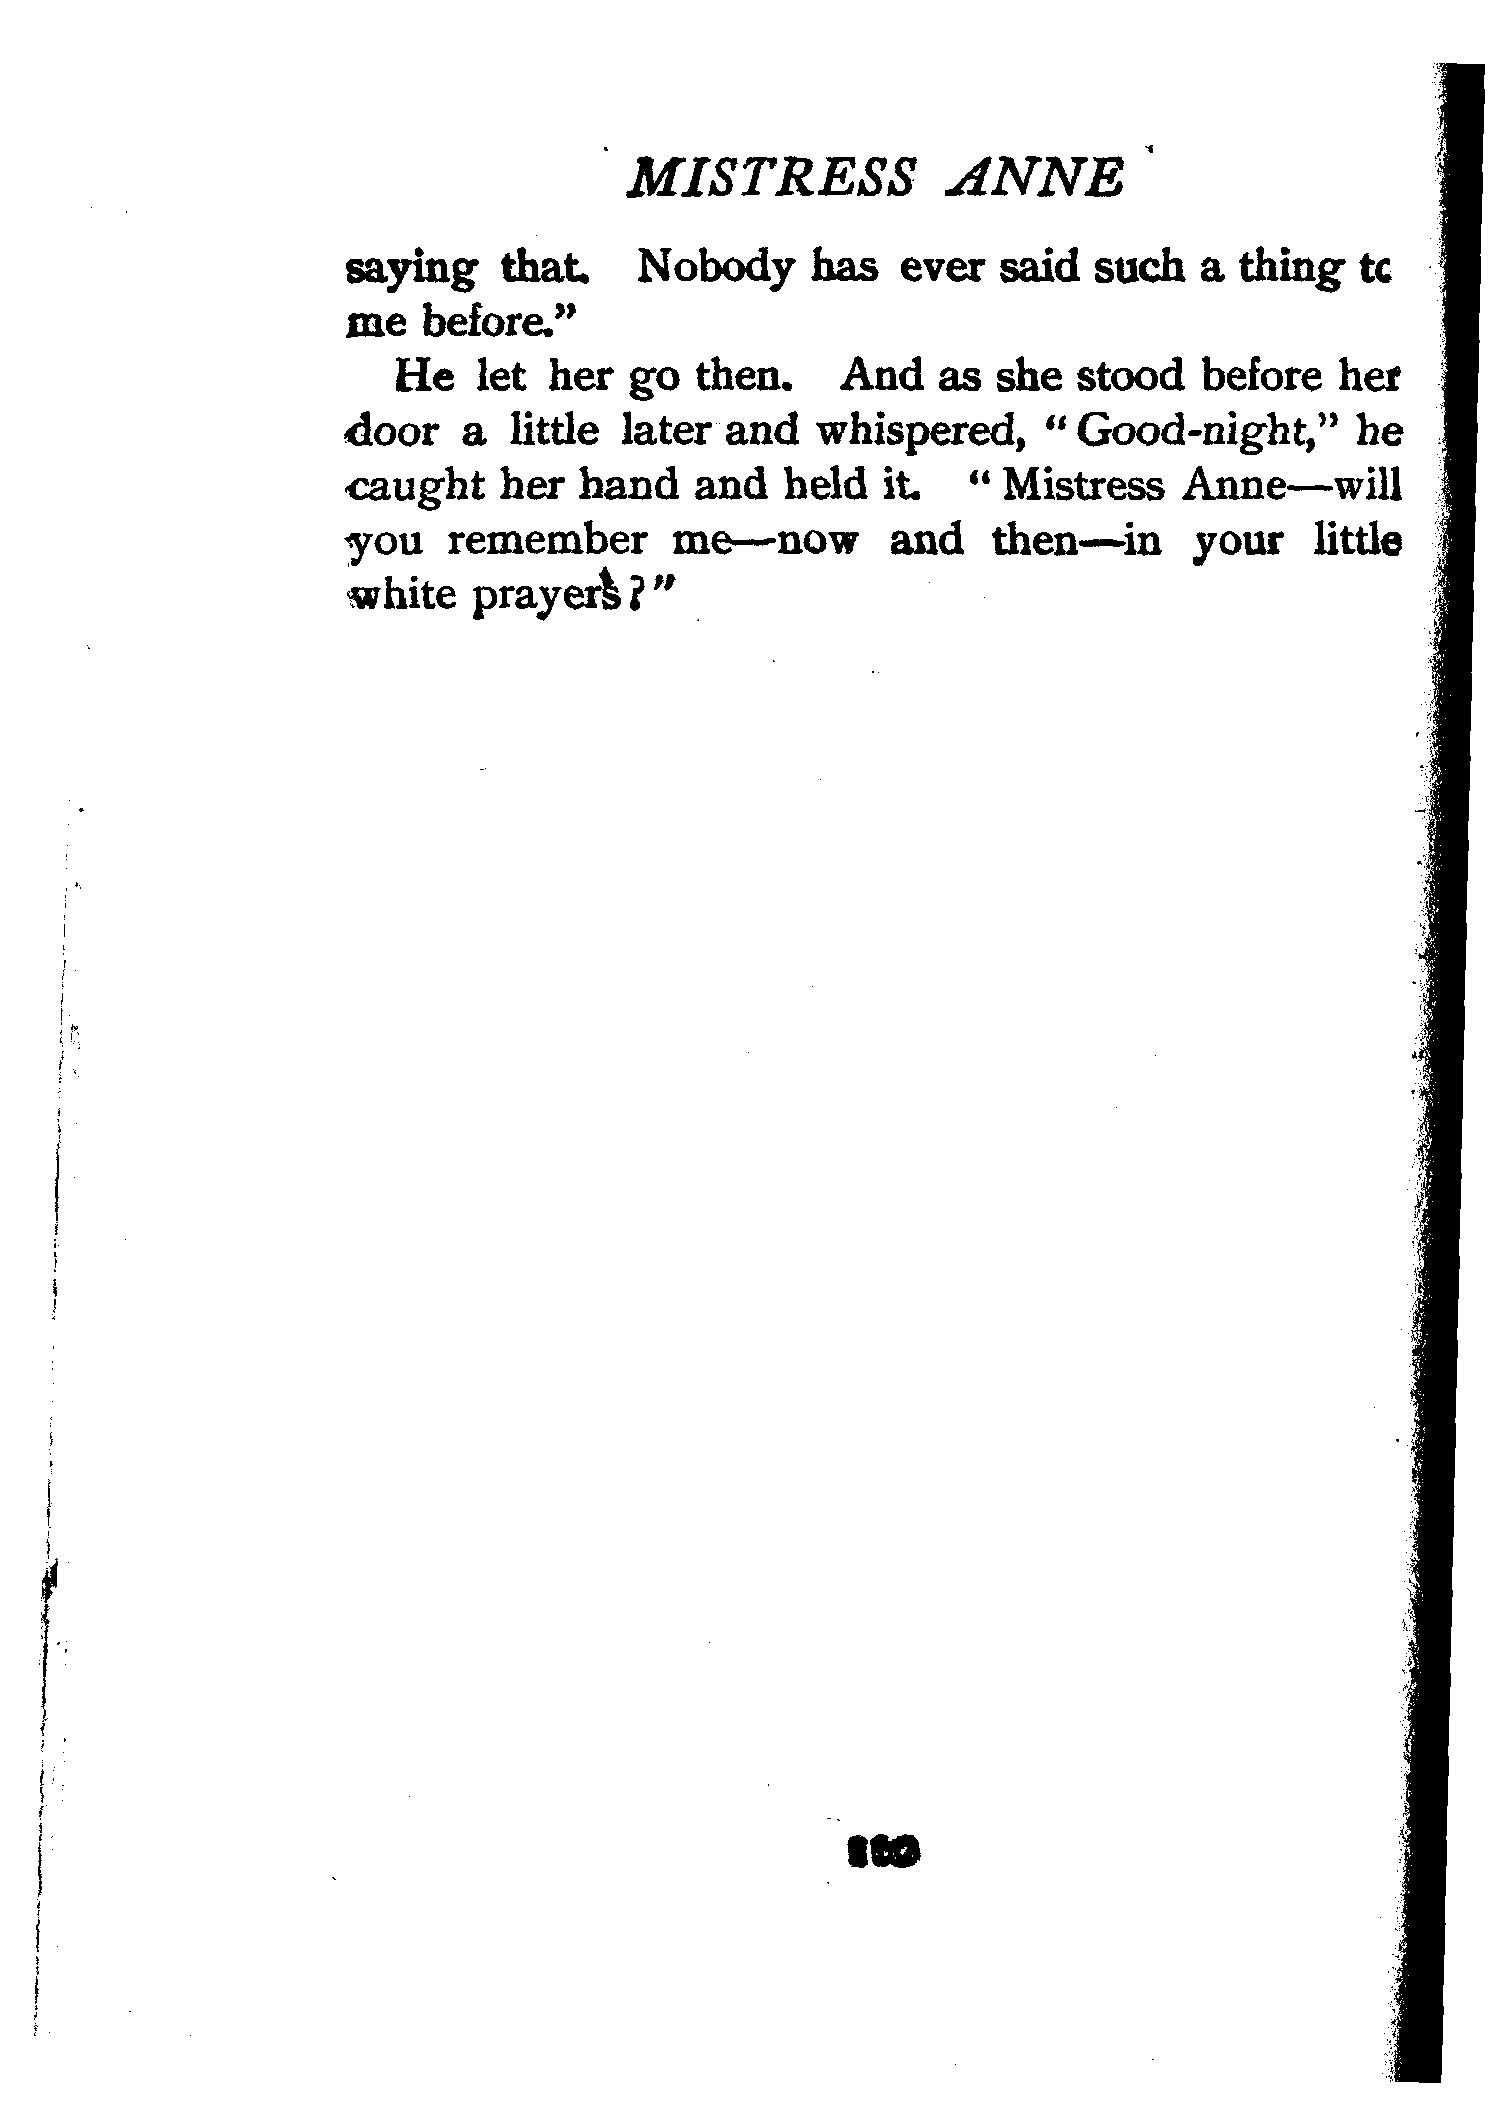 MISTRESS ANNE
saying that. Nobody has ever said such a thing to
me before.”
He let her go then. And as she stood before her
door a little later and whispered, “Good-night,” he
caught her hand and held it. “Mistress Anne—will
you remember me—now and then—in your little
white prayers?”